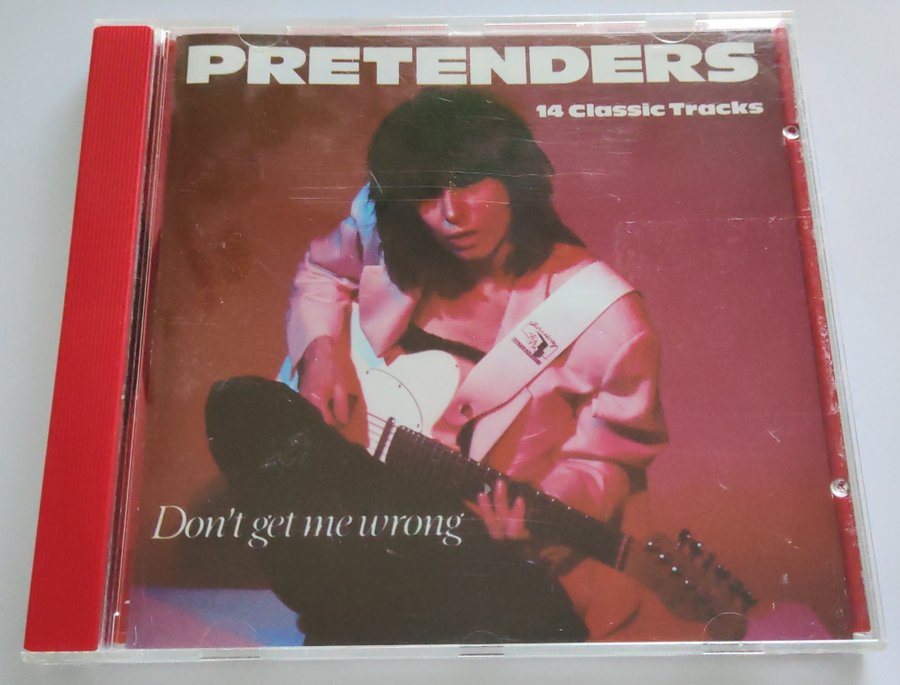 PRETENDERS
14 Classic Tracks
Don't get me wrong